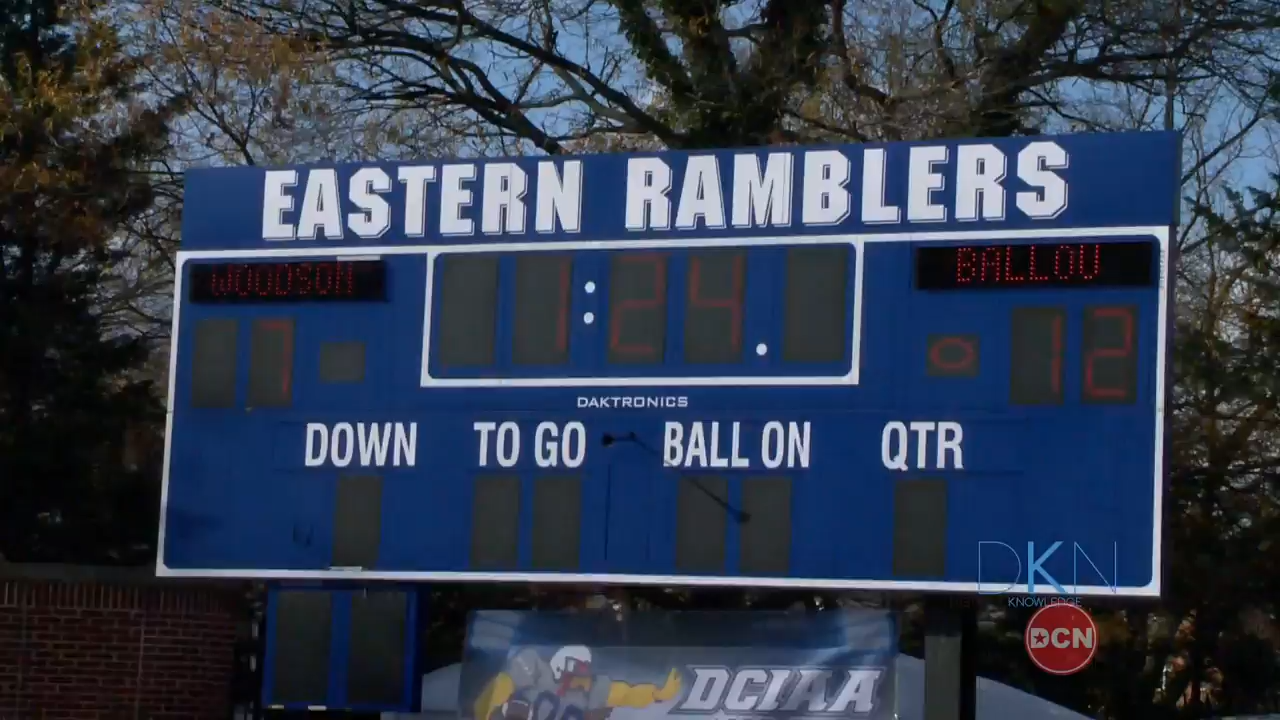 EASTERN RAMBLERS
WOODSON
1:24.
BALLOU
7
12
DAKTRONICS
DOWN
TO GO
BALL ON
QTR
DKN
KNOWLEDGE
DCN
DCIAA